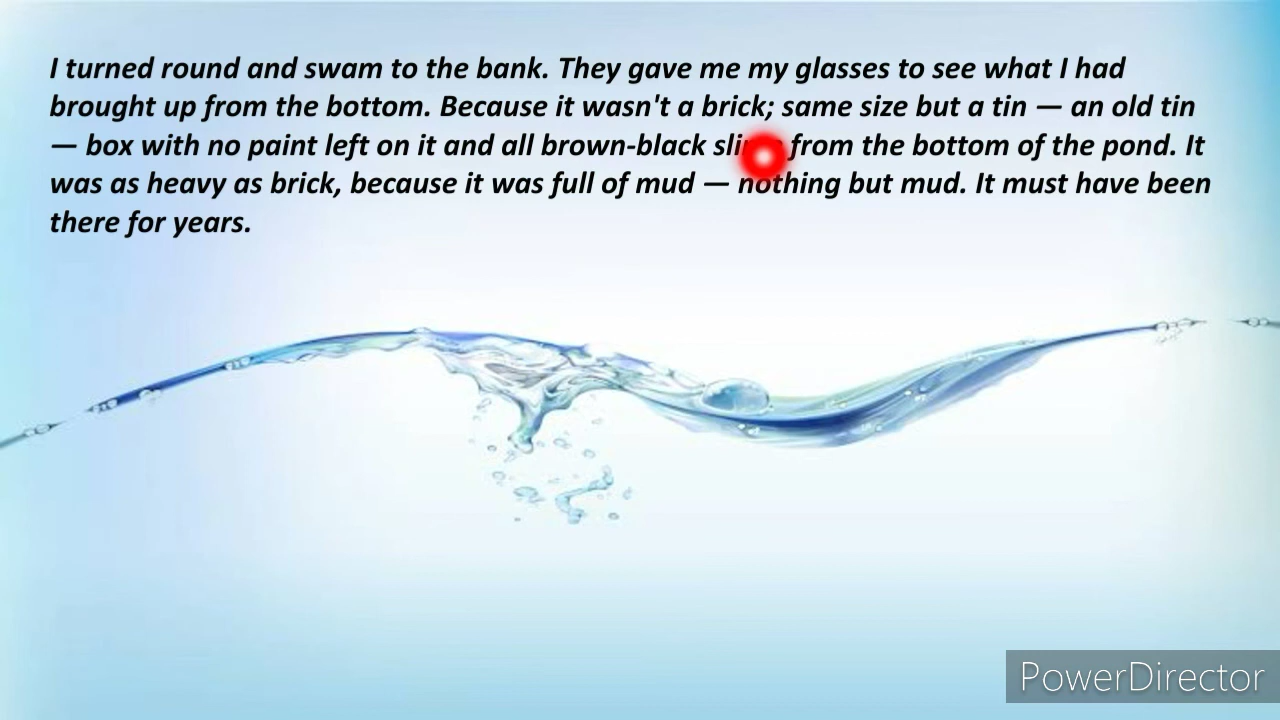 I turned round and swam to the bank. They gave me my glasses to see what I had
brought up from the bottom. Because it wasn't a brick; same size but a tin — an old tin
— box with no paint left on it and all brown-black from the bottom of the pond. It
was as heavy as brick, because it was full of mud — nothing but mud. It must have been
there for years.
PowerDirector